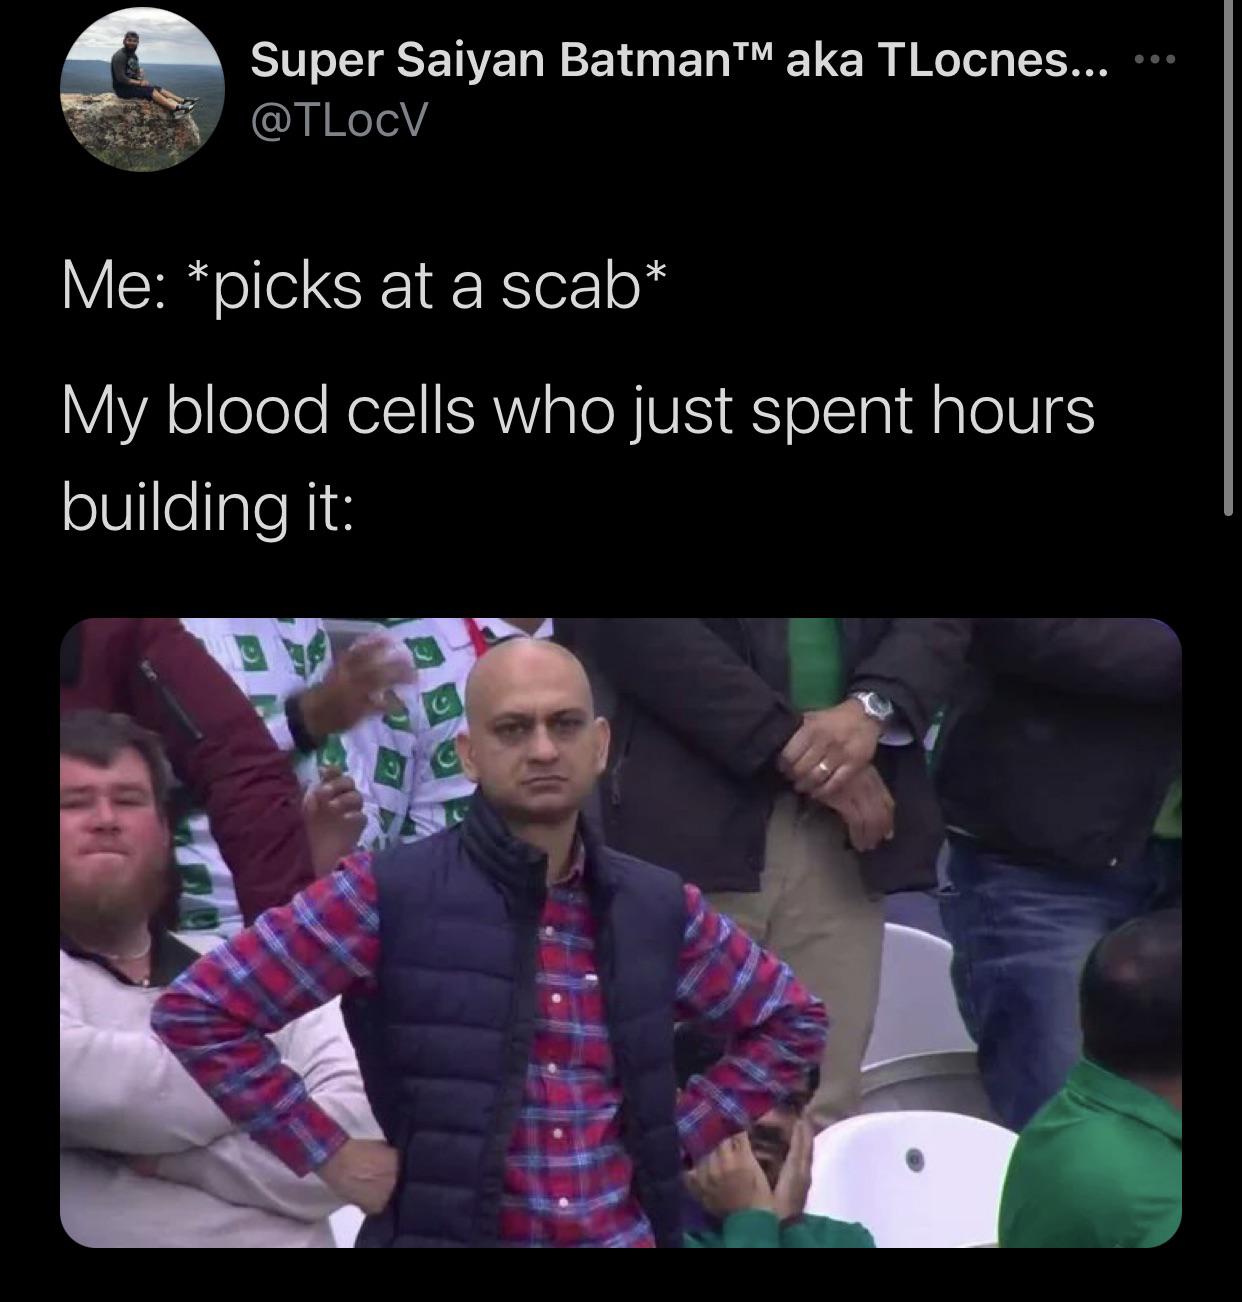 Super Saiyan Batman™ aka TLocnes...
@TLocV
Me: *picks at a scab*
My blood cells who just spent hours
building it: